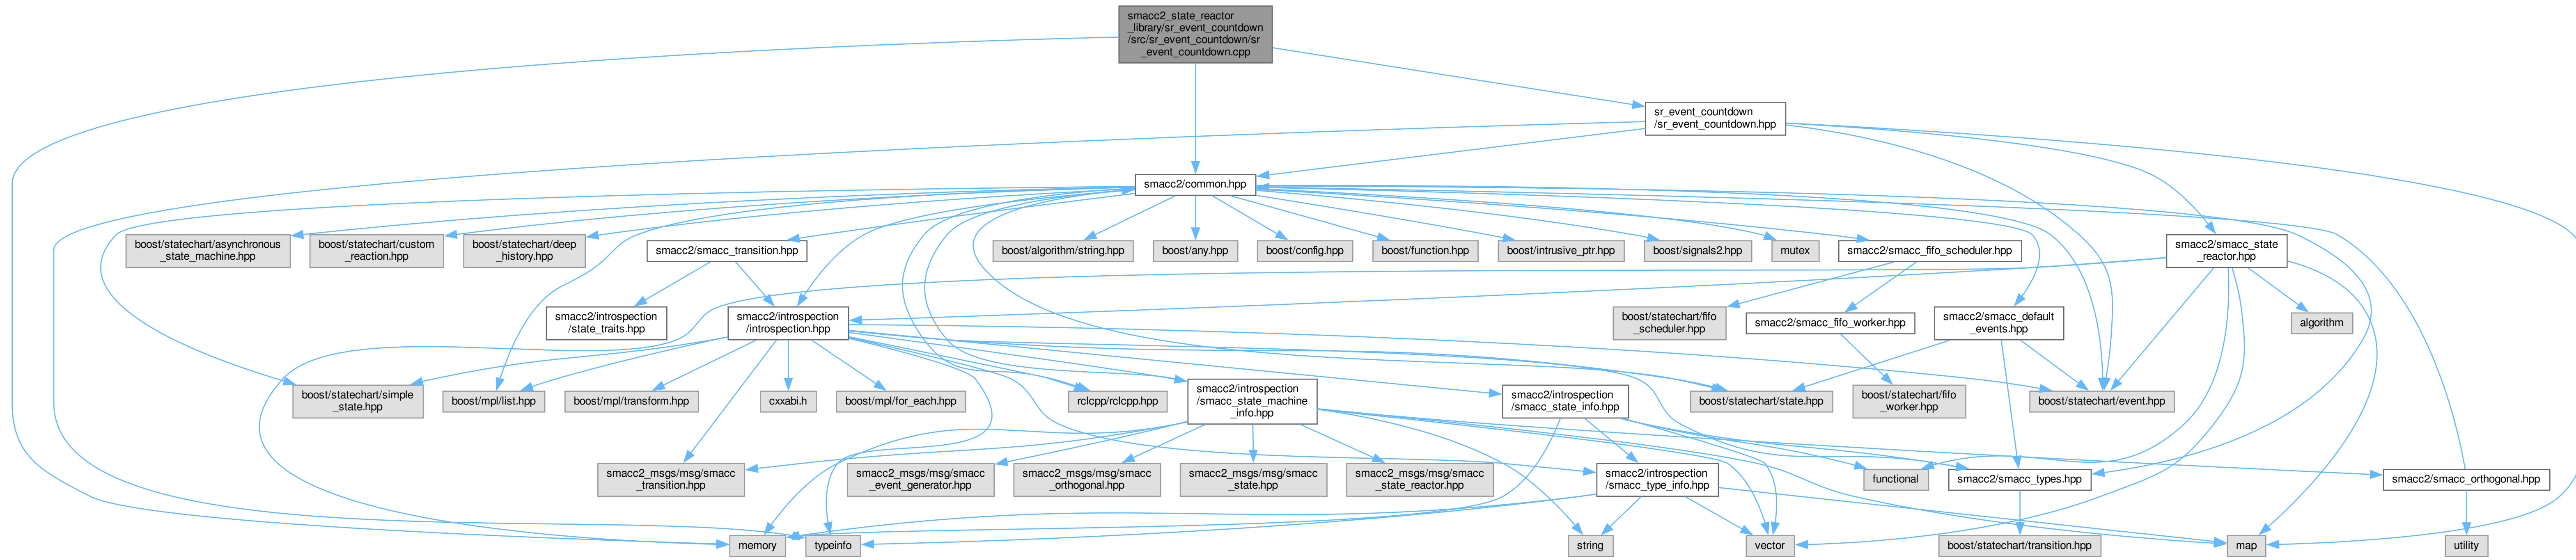 smacc2_state_reactor
_library/sr_event_countdown
/src/sr_event_countdown/sr
_event_countdown.cpp
sr_event_countdown
/sr_event_countdown.hpp
smacc2/common.hpp
boost/statechart/asynchronous
_state_machine.hpp
boost/statechart/custom
_reaction.hpp
boost/statechart/deep
_history.hpp
smacc2/smacc_transition.hpp
boost/algorithm/string.hpp
boost/any.hpp
boost/config.hpp
boost/function.hpp
boost/intrusive_ptr.hpp
boost/signals2.hpp
mutex
smacc2/smacc_fifo_scheduler.hpp
smacc2/smacc_state
_reactor.hpp
smacc2/introspection
/state_traits.hpp
smacc2/introspection
/introspection.hpp
boost/statechart/fifo
_scheduler.hpp
smacc2/smacc_fifo_worker.hpp
smacc2/smacc_default
_events.hpp
algorithm
boost/statechart/simple
_state.hpp
boost/mpl/list.hpp
boost/mpl/transform.hpp
cxxabi.h
boost/mpl/for_each.hpp
rclcpp/rclcpp.hpp
smacc2/introspection
/smacc_state_machine
_info.hpp
smacc2/introspection
/smacc_state_info.hpp
boost/statechart/state.hpp
boost/statechart/fifo
_worker.hpp
boost/statechart/event.hpp
smacc2_msgs/msg/smacc
_transition.hpp
smacc2_msgs/msg/smacc
_event_generator.hpp
smacc2_msgs/msg/smacc
_orthogonal.hpp
smacc2_msgs/msg/smacc
_state.hpp
smacc2_msgs/msg/smacc
_state_reactor.hpp
smacc2/introspection
/smacc_type_info.hpp
functional
smacc2/smacc_types.hpp
smacc2/smacc_orthogonal.hpp
memory
typeinfo
string
vector
boost/statechart/transition.hpp
map
utility